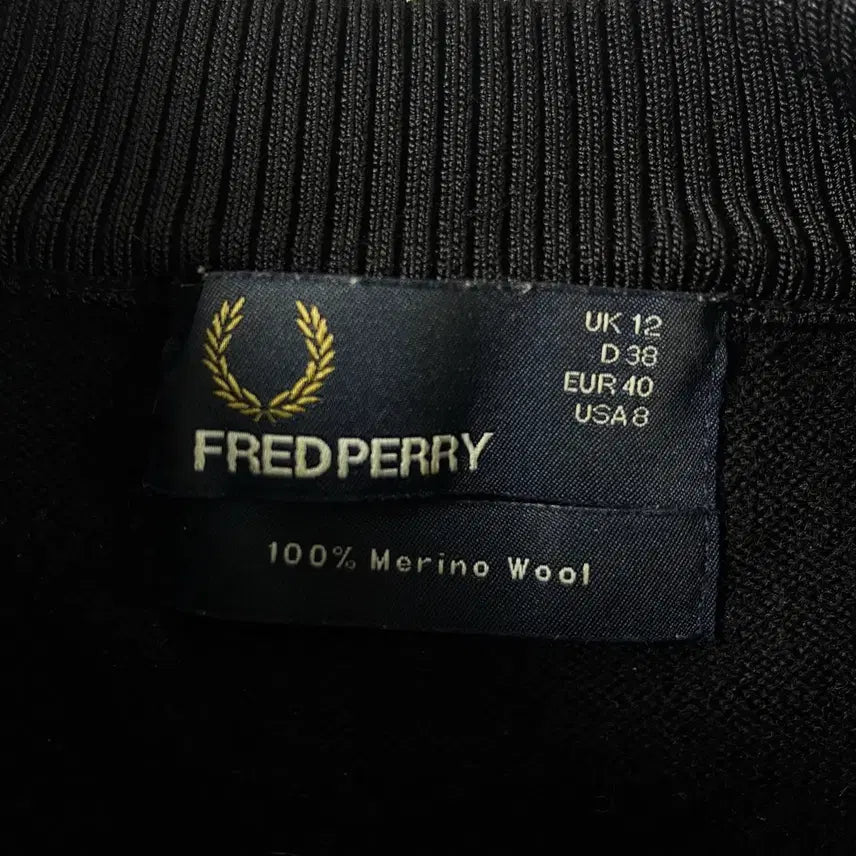 UK 12
D 38
EUR 40
USA 8
FRED PERRY
100% Merino Wool